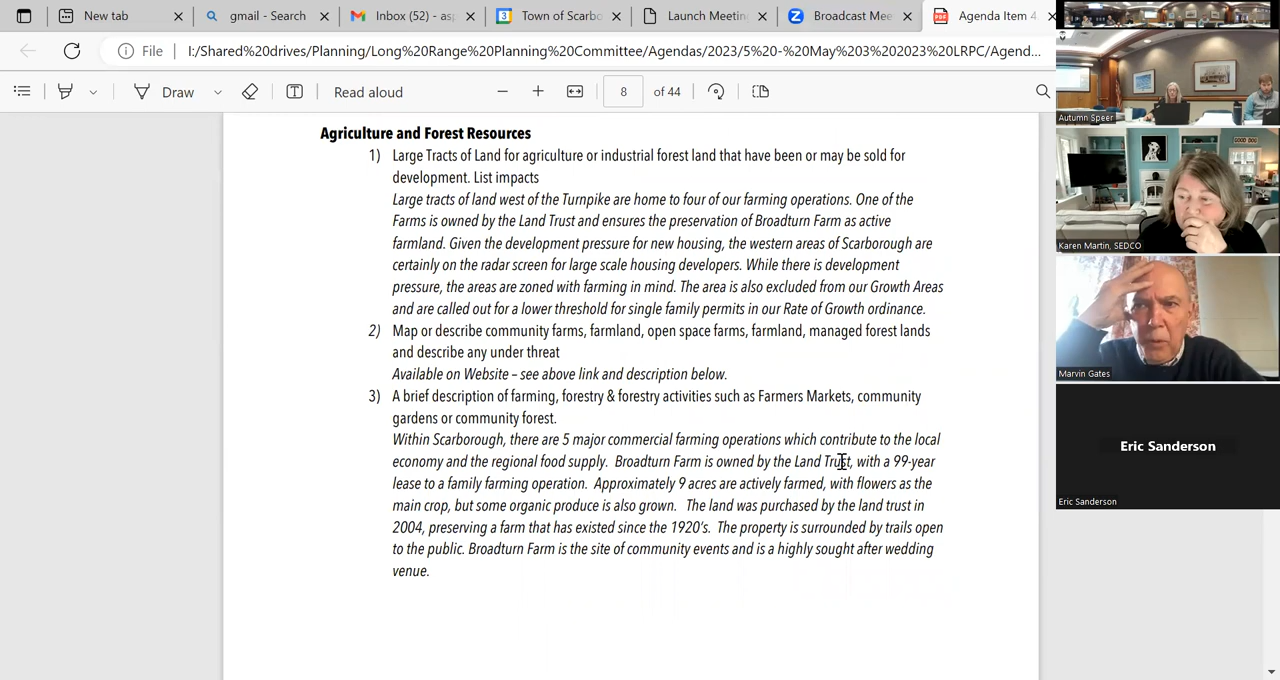 New tab
gmail - Search
Inbox (52) - asp
Town of Scarbo
Launch Meetin
Broadcast Mee
Agenda Item 4.
File
I:/Shared%20drives/Planning/Long%20Range%20Planning%20Committee/Agendas/2023/5%20-%20May%203%202023%20LRPC/Agend...
Draw
Read aloud
8
of 44
Agriculture and Forest Resources
1) Large Tracts of Land for agriculture or industrial forest land that have been or may be sold for
development. List impacts
Large tracts of land west of the Turnpike are home to four of our farming operations. One of the
Farms is owned by the Land Trust and ensures the preservation of Broadturn Farm as active
farmland. Given the development pressure for new housing, the western areas of Scarborough are
certainly on the radar screen for large scale housing developers. While there is development
pressure, the areas are zoned with farming in mind. The area is also excluded from our Growth Areas
and are called out for a lower threshold for single family permits in our Rate of Growth ordinance.
2) Map or describe community farms, farmland, open space farms, farmland, managed forest lands
and describe any under threat
Available on Website – see above link and description below.
3) A brief description of farming, forestry & forestry activities such as Farmers Markets, community
gardens or community forest.
Within Scarborough, there are 5 major commercial farming operations which contribute to the local
economy and the regional food supply. Broadturn Farm is owned by the Land Trust, with a 99-year
lease to a family farming operation. Approximately 9 acres are actively farmed, with flowers as the
main crop, but some organic produce is also grown. The land was purchased by the land trust in
2004, preserving a farm that has existed since the 1920's. The property is surrounded by trails open
to the public. Broadturn Farm is the site of community events and is a highly sought after wedding
venue.
Autumn Speer
GOOD DOG
Karen Martin, SEDCO
Marvin Gates
Eric Sanderson
Eric Sanderson